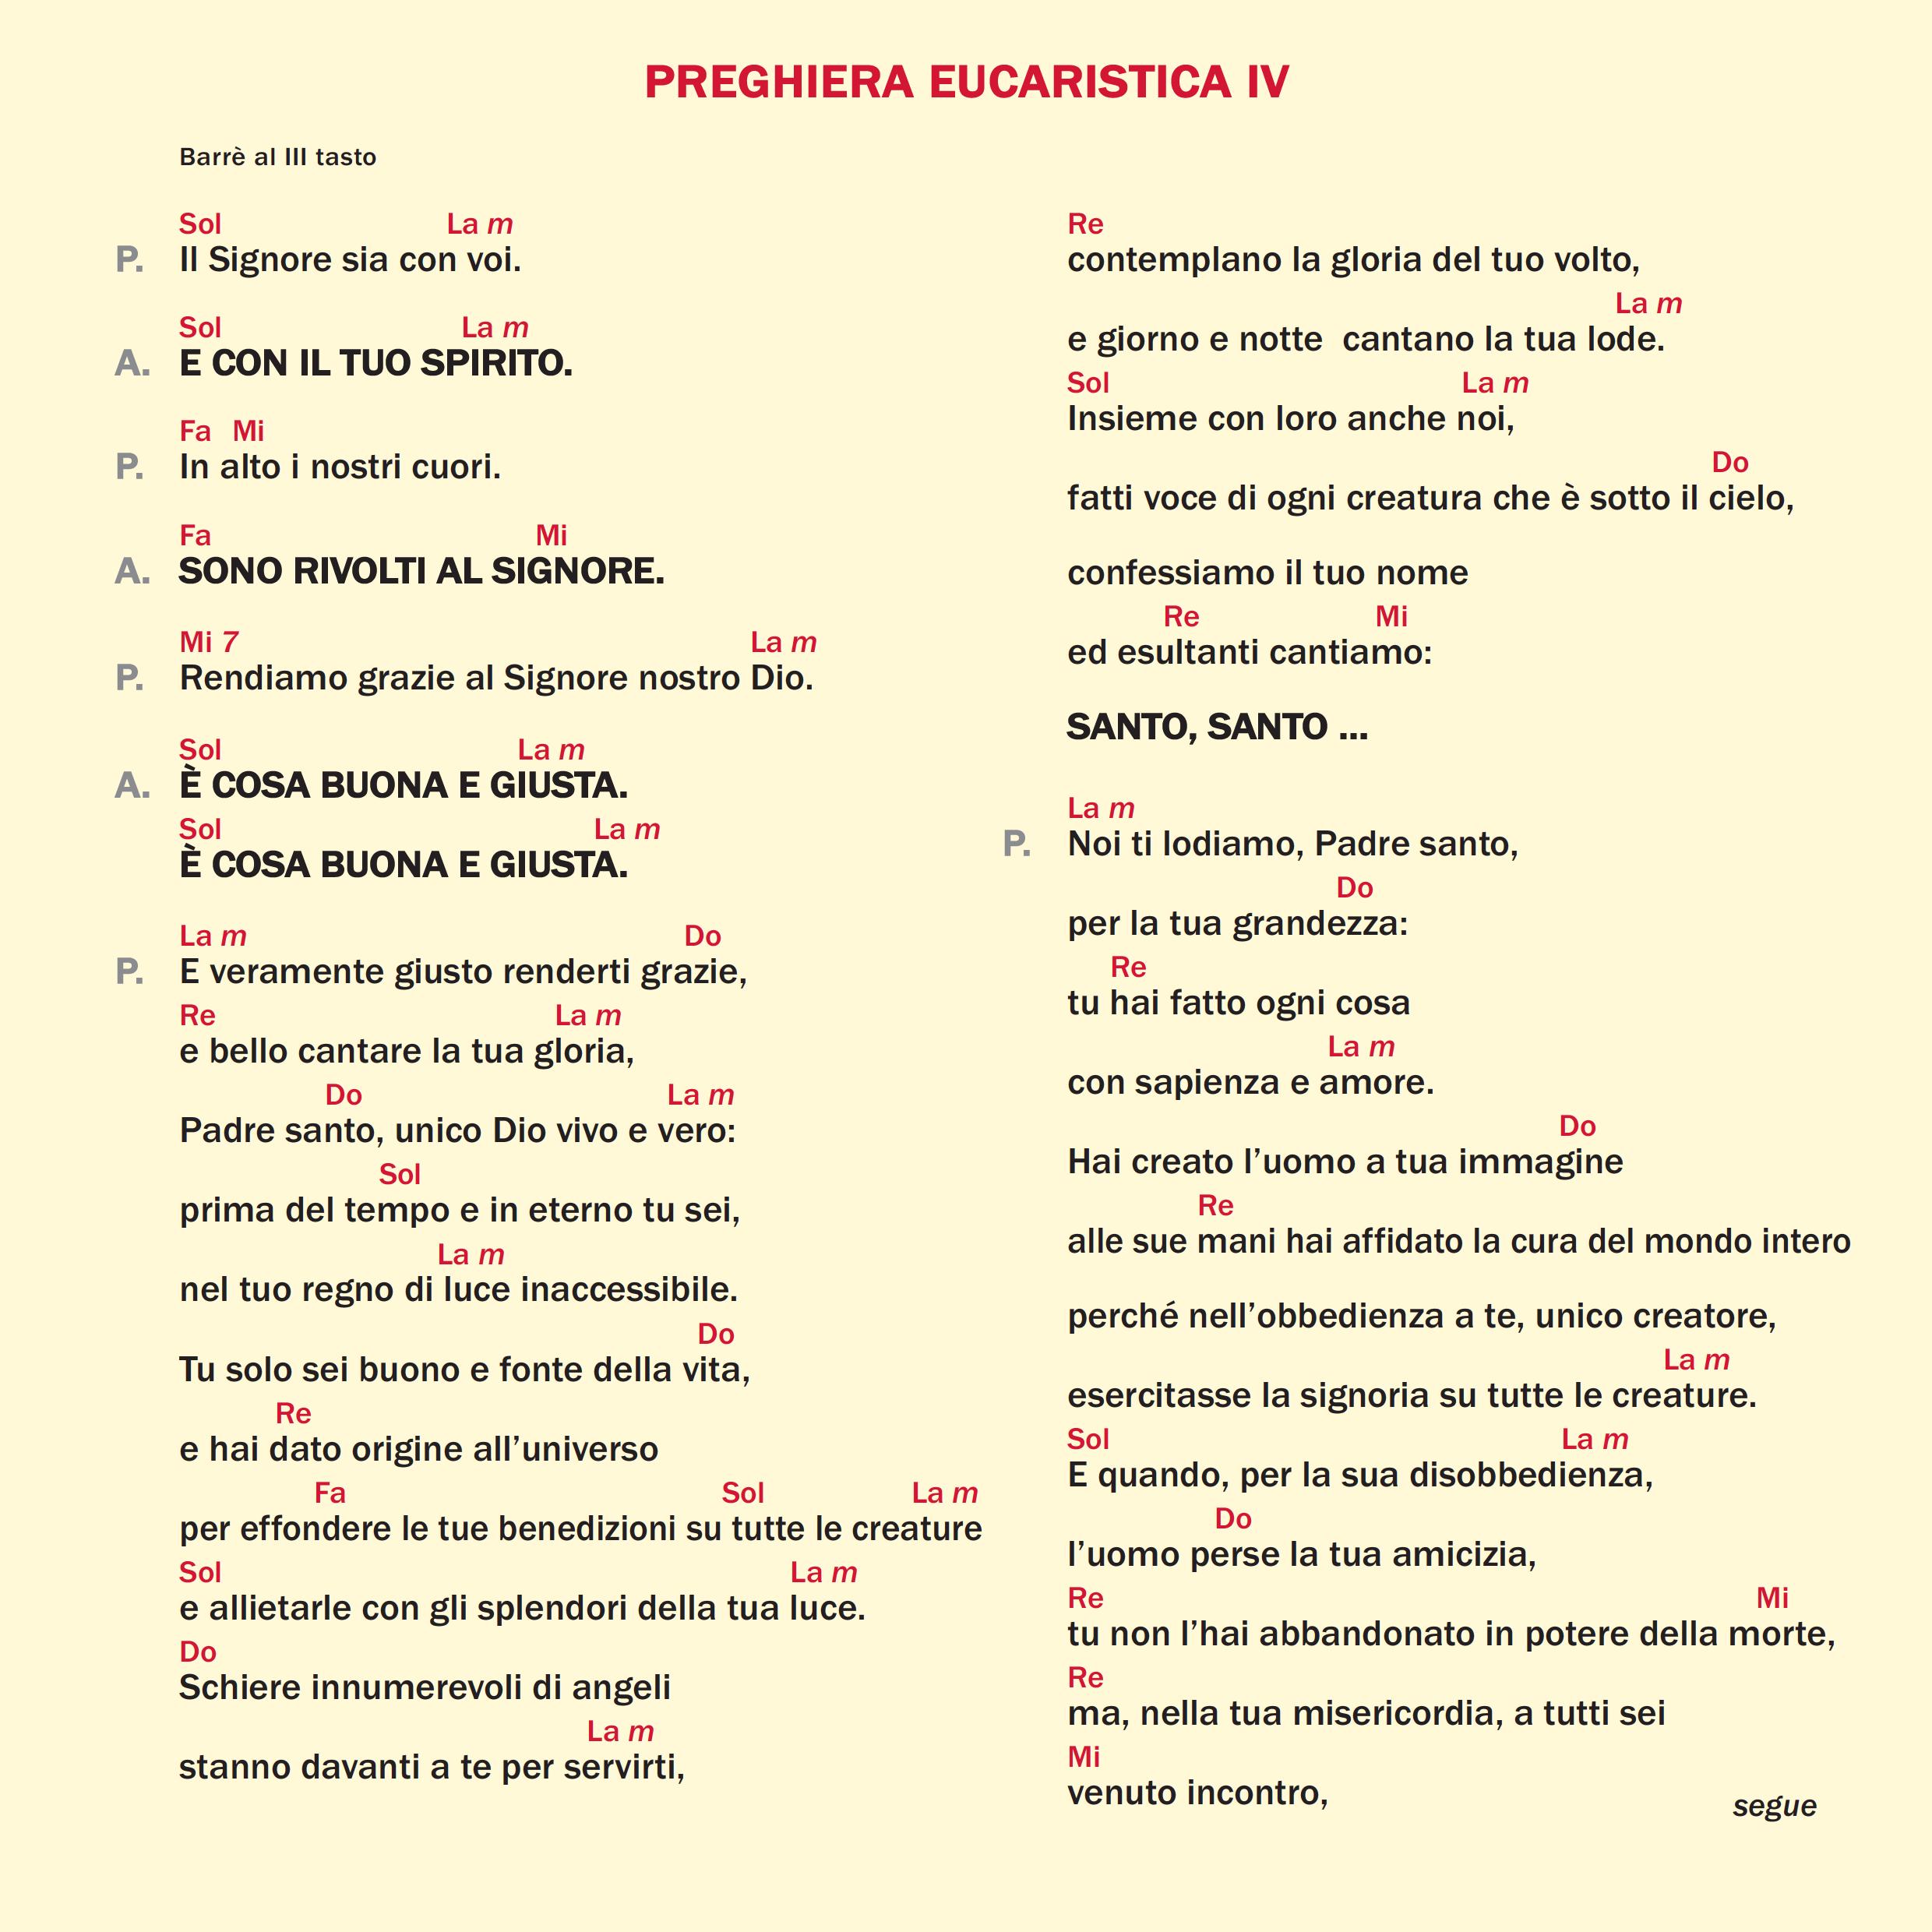 PREGHIERA EUCARISTICA IV
Barrè al III tasto
Sol La m
P. Il Signore sia con voi.
Sol La m
A. E CON IL TUO SPIRITO.
Fa Mi
P. In alto i nostri cuori.
Fa Mi
A. SONO RIVOLTI AL SIGNORE.
Mi 7 La m
P. Rendiamo grazie al Signore nostro Dio.
Sol La m
A. È COSA BUONA E GIUSTA.
Sol La m
È COSA BUONA E GIUSTA.
La m Do
P. E veramente giusto renderti grazie,
Re La m
e bello cantare la tua gloria,
Do La m
Padre santo, unico Dio vivo e vero:
Sol
prima del tempo e in eterno tu sei,
La m
nel tuo regno di luce inaccessibile.
Do
Tu solo sei buono e fonte della vita,
Re
e hai dato origine all’universo
Fa Sol La m
per effondere le tue benedizioni su tutte le creature
Sol La m
e allietarle con gli splendori della tua luce.
Do
Schiere innumerevoli di angeli
La m
stanno davanti a te per servirti,
Re
contemplano la gloria del tuo volto,
La m
e giorno e notte cantano la tua lode.
Sol La m
Insieme con loro anche noi,
Do
fatti voce di ogni creatura che è sotto il cielo,
confessiamo il tuo nome
Re Mi
ed esultanti cantiamo:
SANTO, SANTO ...
La m
P. Noi ti lodiamo, Padre santo,
Do
per la tua grandezza:
Re
tu hai fatto ogni cosa
La m
con sapienza e amore.
Do
Hai creato l’uomo a tua immagine
Re
alle sue mani hai affidato la cura del mondo intero
perché nell’obbedienza a te, unico creatore,
La m
esercitasse la signoria su tutte le creature.
Sol La m
E quando, per la sua disobbedienza,
Do
l’uomo perse la tua amicizia,
Re Mi
tu non l’hai abbandonato in potere della morte,
Re
ma, nella tua misericordia, a tutti sei
Mi
venuto incontro,
segue